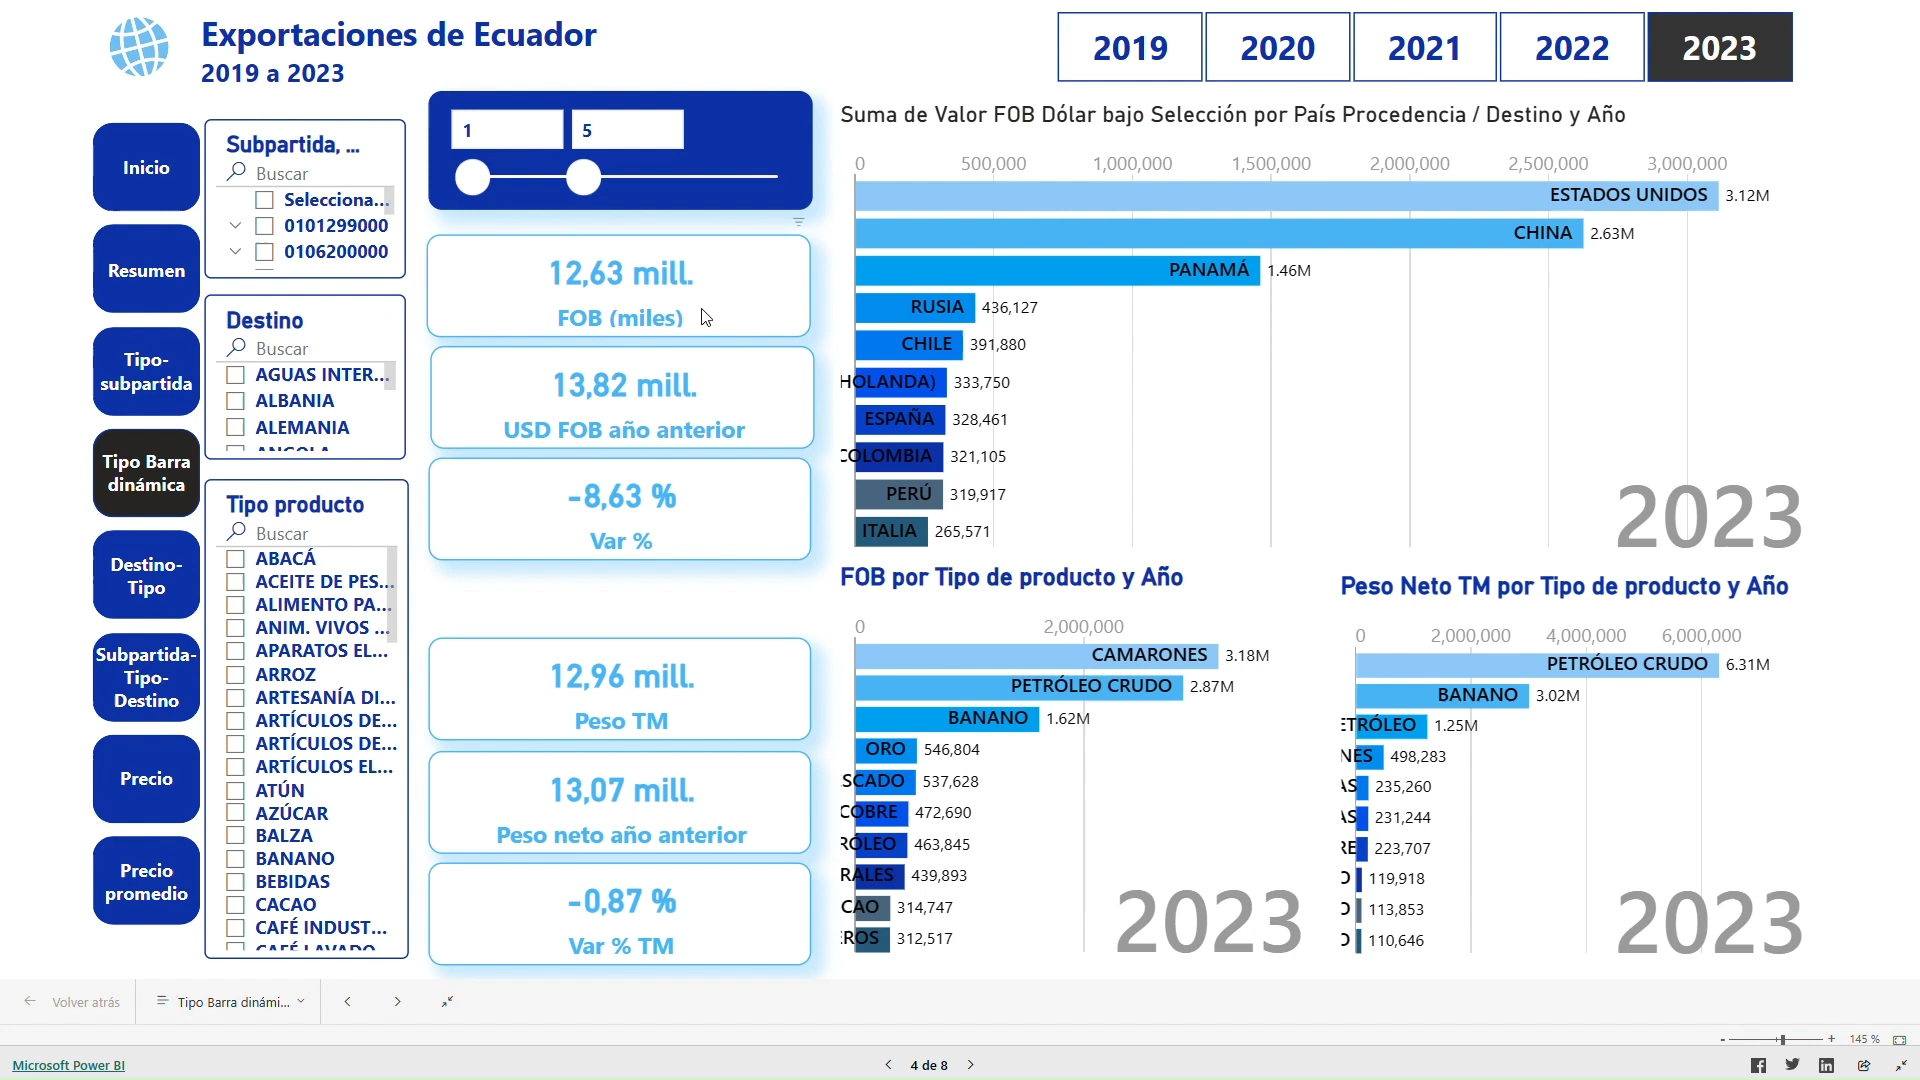 Exportaciones de Ecuador
2019 a 2023
2019
2020
2021
2022
2023
Inicio
Resumen
Tipo-
subpartida
Tipo Barra
dinámica
Destino-
Tipo
Subpartida-
Tipo-
Destino
Precio
Precio
promedio
Subpartida, ...
Buscar
Selecciona...
0101299000
0106200000
Destino
Buscar
AGUAS INTER...
ALBANIA
ALEMANIA
ANGOLA
Tipo producto
Buscar
ABACÁ
ACEITE DE PES...
ALIMENTO PA...
ANIM. VIVOS ...
APARATOS EL...
ARROZ
ARTESANÍA DI...
ARTÍCULOS DE...
ARTÍCULOS DE...
ARTÍCULOS EL...
ATÚN
AZÚCAR
BALZA
BANANO
BEBIDAS
CACAO
CAFÉ INDUST...
CAFÉ LAVADO
1
5
12,63 mill.
FOB (miles)
13,82 mill.
USD FOB año anterior
-8,63 %
Var %
12,96 mill.
Peso TM
13,07 mill.
Peso neto año anterior
-0,87 %
Var % TM
Suma de Valor FOB Dólar bajo Selección por País Procedencia / Destino y Año
0 500,000 1,000,000 1,500,000 2,000,000 2,500,000 3,000,000
ESTADOS UNIDOS 3.12M
CHINA 2.63M
PANAMÁ 1.46M
RUSIA 436,127
CHILE 391,880
HOLANDA) 333,750
ESPAÑA 328,461
COLOMBIA 321,105
PERÚ 319,917
ITALIA 265,571
2023
FOB por Tipo de producto y Año
0 2,000,000
CAMARONES 3.18M
PETRÓLEO CRUDO 2.87M
BANANO 1.62M
ORO 546,804
SCADO 537,628
COBRE 472,690
RÓLEO 463,845
RALES 439,893
CAO 314,747
EROS 312,517
2023
Peso Neto TM por Tipo de producto y Año
0 2,000,000 4,000,000 6,000,000
PETRÓLEO CRUDO 6.31M
BANANO 3.02M
ETRÓLEO 1.25M
NES 498,283
AS 235,260
AS 231,244
RE 223,707
O 119,918
O 113,853
O 110,646
2023
Volver atrás
Tipo Barra dinámi...
- + 145 %
Microsoft Power BI
4 de 8